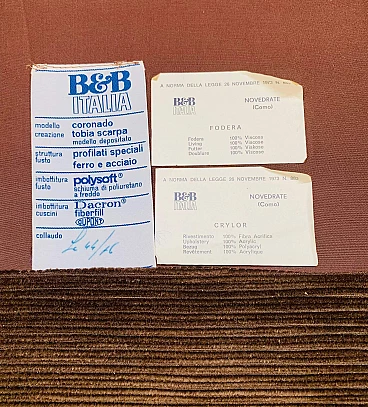 B&B
ITALIA
modello coronado
creazione tobia scarpa
modello depositato
struttura profilati speciali
fusto ferro e acciaio
imbottitura polysoft®
fusto schiuma di poliuretano
a freddo
imbottitura Dacron®
cuscini fiberfill
DUPONT
collaudo
A NORMA DELLA LEGGE 26 NOVEMBRE 1973 N. 883
B&B
ITALIA
NOVEDRATE
(Como)
FODERA
Fodera 100% Viscosa
Lining 100% Viscose
Futter 100% Viskose
Doublure 100% Viscose
A NORMA DELLA LEGGE 26 NOVEMBRE 1973 N. 883
B&B
ITALIA
NOVEDRATE
(Como)
CRYLOR
Rivestimento 100% Fibra Acrilica
Upholstery 100% Acrylic
Bezug 100% Polyacryl
Revêtement 100% Acrylique